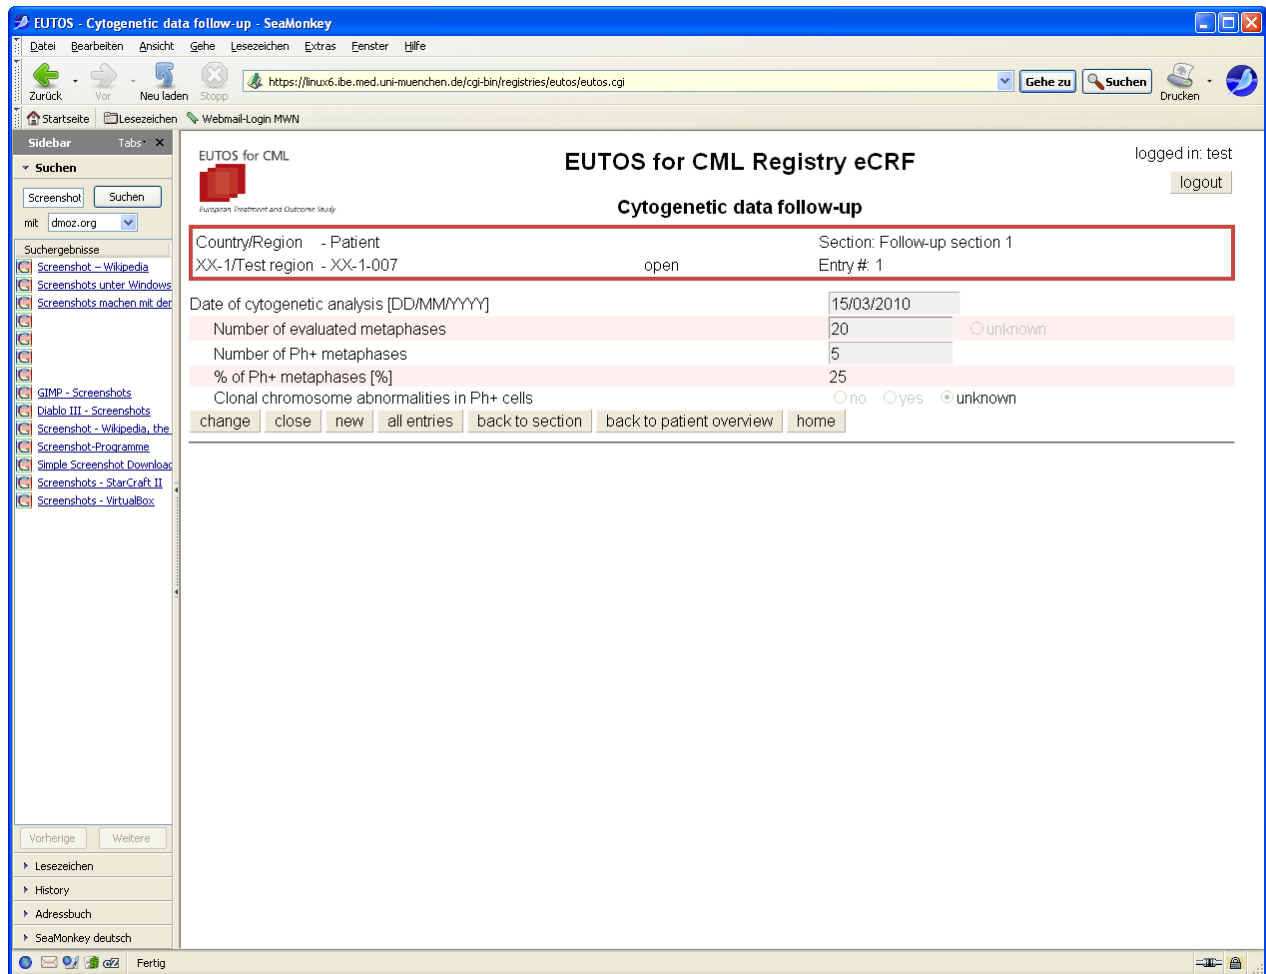 EUTOS - Cytogenetic data follow-up - SeaMonkey
Datei Bearbeiten Ansicht Gehe Lesezeichen Extras Fenster Hilfe
Zurück Vor Neu laden Stopp https://linux6.ibe.med.uni-muenchen.de/cgi-bin/registries/eutos/eutos.cgi Gehe zu Suchen Drucken
Startseite Lesezeichen Webmail-Login MWN
Sidebar Tabs
Suchen
Screenshot Suchen
mit dmoz.org
Suchergebnisse
Screenshot – Wikipedia
Screenshots unter Windows
Screenshots machen mit der
GIMP - Screenshots
Diablo III - Screenshots
Screenshot - Wikipedia, the
Screenshot-Programme
Simple Screenshot Downloac
Screenshots - StarCraft II
Screenshots - VirtualBox
Vorherige Weitere
Lesezeichen
History
Adressbuch
SeaMonkey deutsch
EUTOS for CML
European Treatment and Outcome Study
EUTOS for CML Registry eCRF
Cytogenetic data follow-up
logged in: test
logout
Country/Region - Patient Section: Follow-up section 1
XX-1/Test region - XX-1-007 open Entry #: 1
Date of cytogenetic analysis [DD/MM/YYYY] 15/03/2010
Number of evaluated metaphases 20 unknown
Number of Ph+ metaphases 5
% of Ph+ metaphases [%] 25
Clonal chromosome abnormalities in Ph+ cells no yes unknown
change close new all entries back to section back to patient overview home
Fertig